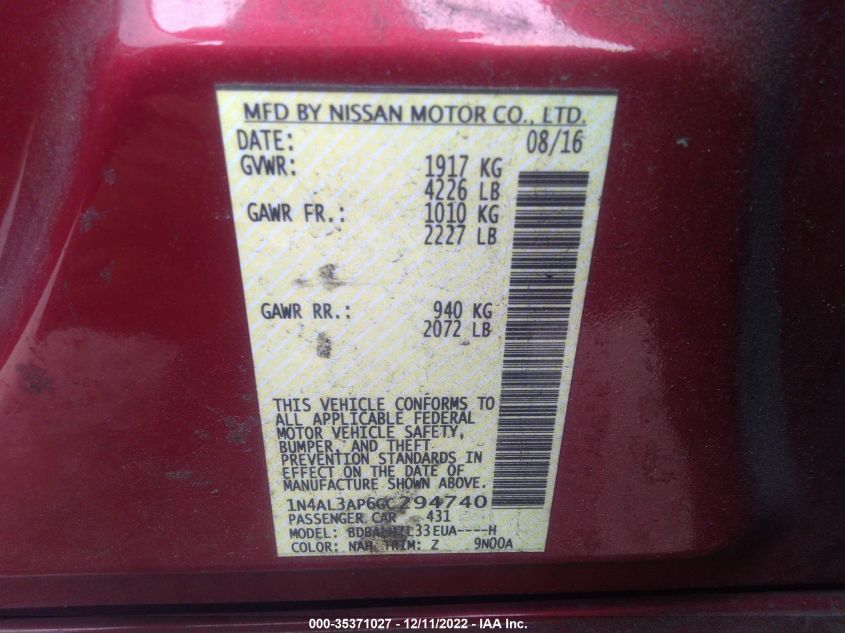 MFD BY NISSAN MOTOR CO., LTD.
DATE: 08/16
GVWR: 1917 KG
4226 LB
GAWR FR.: 1010 KG
2227 LB
GAWR RR.: 940 KG
2072 LB
THIS VEHICLE CONFORMS TO
ALL APPLICABLE FEDERAL
MOTOR VEHICLE SAFETY,
BUMPER, AND THEFT
PREVENTION STANDARDS IN
EFFECT ON THE DATE OF
MANUFACTURE SHOWN ABOVE.
1N4AL3AP6GC294740
PASSENGER CAR 431
MODEL:
COLOR: NAH TRIM: Z 9N00A
000-35371027 - 12/11/2022 - IAA Inc.